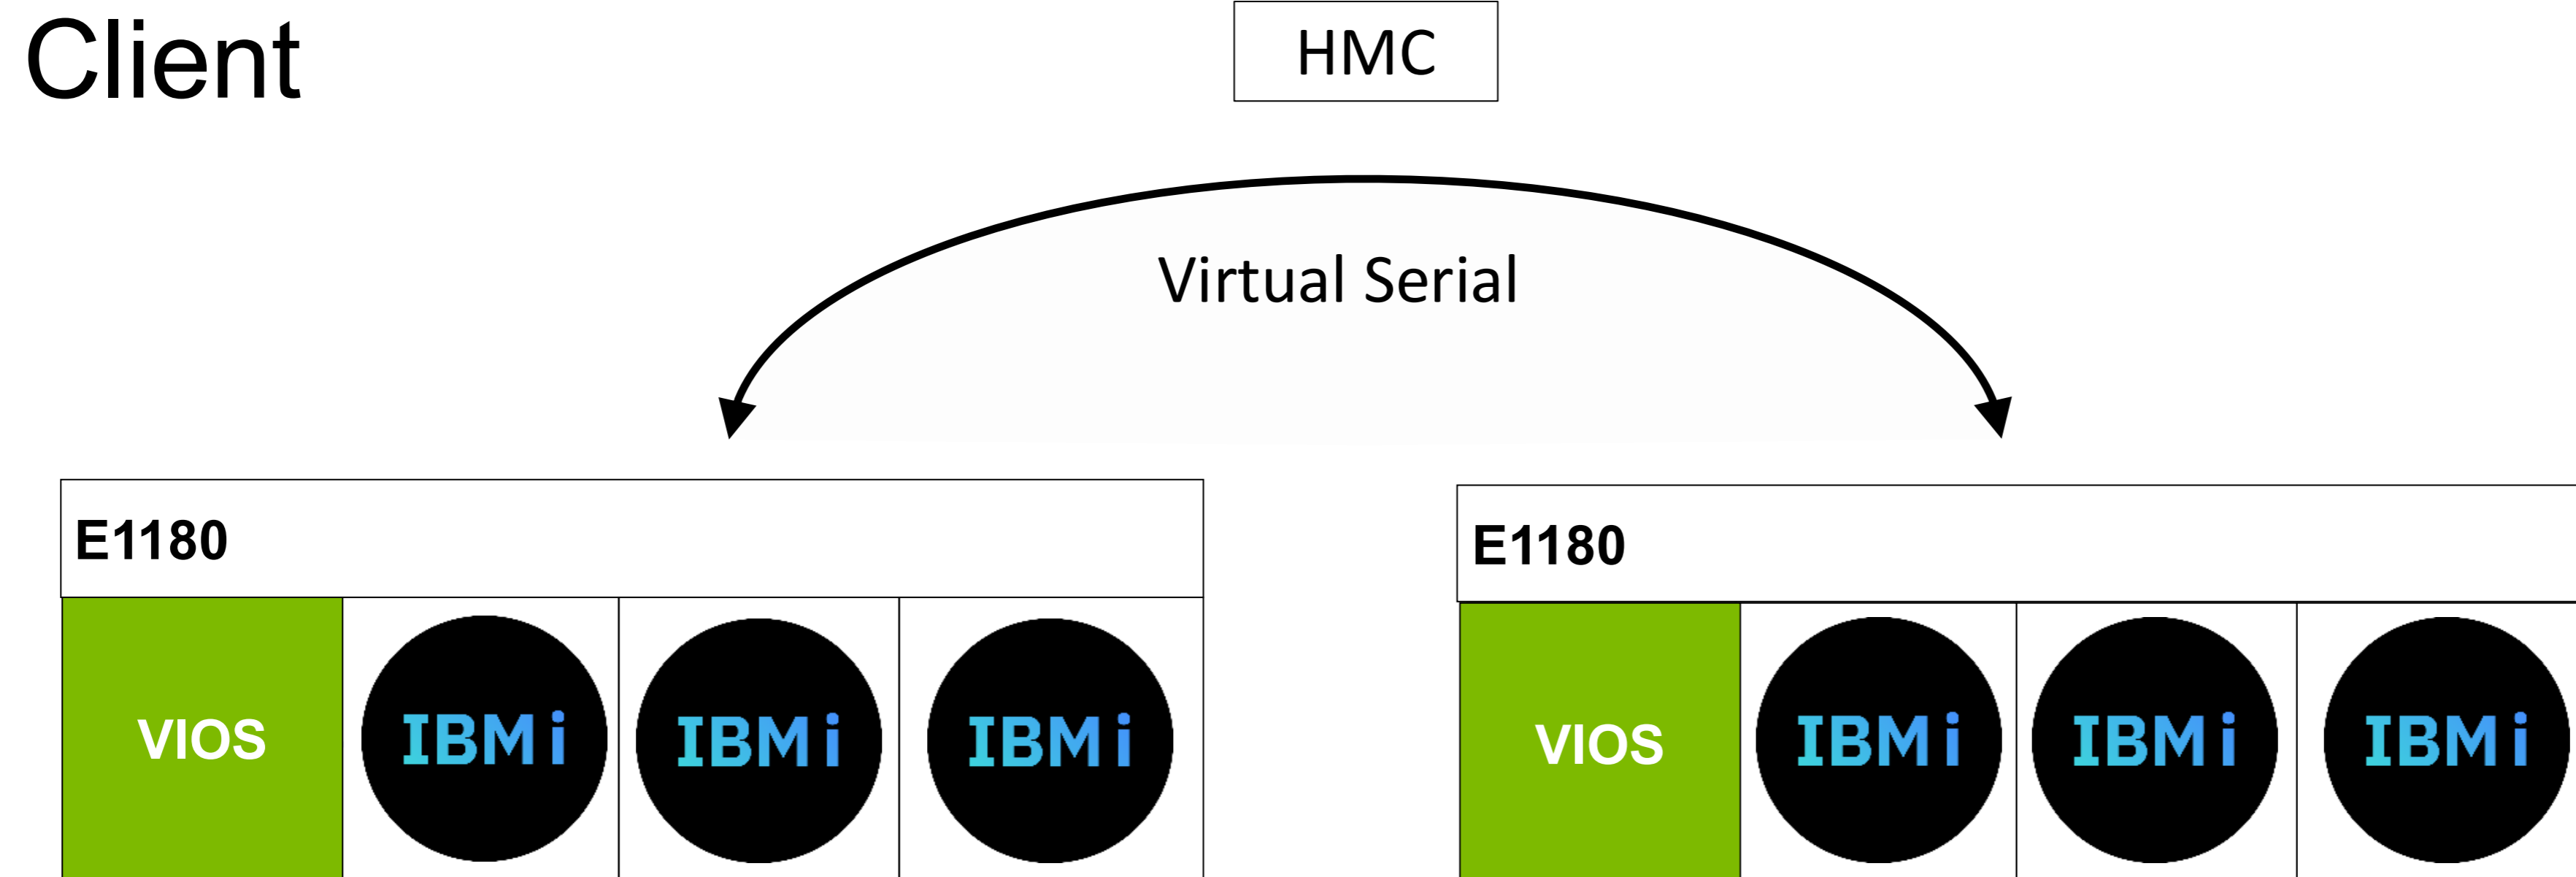 Client
HMC
Virtual Serial
E1180
VIOS
IBM i
IBM i
IBM i
E1180
VIOS
IBM i
IBM i
IBM i